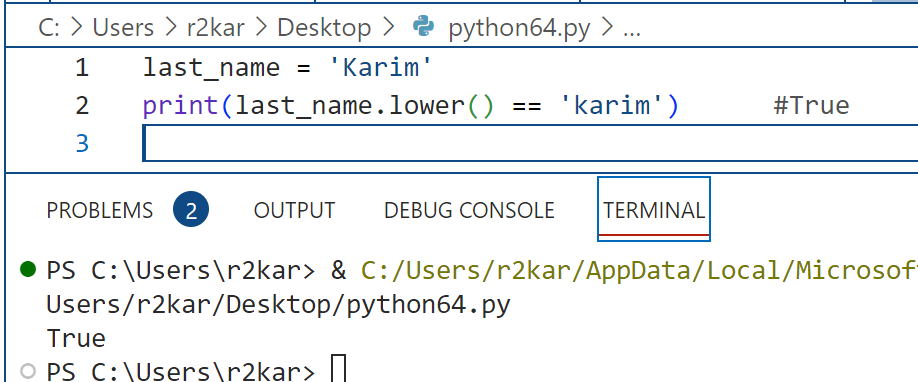 C: > Users > r2kar > Desktop > python64.py > ...
1 last_name = 'Karim'
2 print(last_name.lower() == 'karim') #True
3
PROBLEMS 2 OUTPUT DEBUG CONSOLE TERMINAL
PS C:\Users\r2kar> & C:/Users/r2kar/AppData/Local/Microsof
Users/r2kar/Desktop/python64.py
True
PS C:\Users\r2kar>